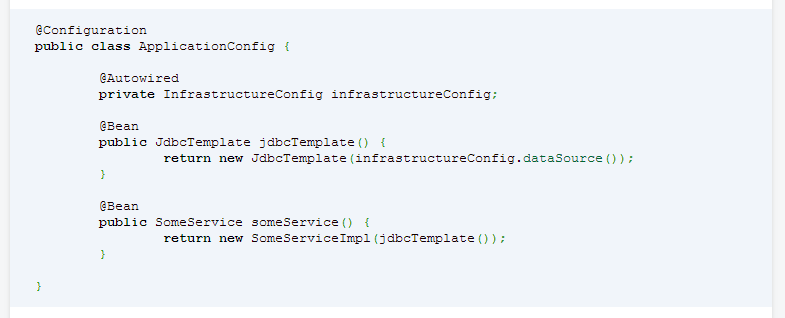 @Configuration
public class ApplicationConfig {
@Autowired
private InfrastructureConfig infrastructureConfig;
@Bean
public JdbcTemplate jdbcTemplate() {
return new JdbcTemplate(infrastructureConfig.dataSource());
}
@Bean
public SomeService someService() {
return new SomeServiceImpl(jdbcTemplate());
}
}